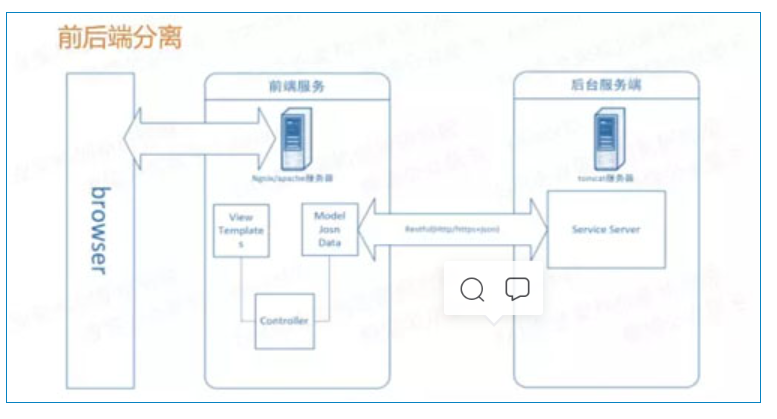 前后端分离
browser
前端服务
Ngnix/apache服务器
View
Template
s
Model
Josn
Data
Controller
Restful(Http/https+json)
后台服务端
tomcat服务器
Service Server